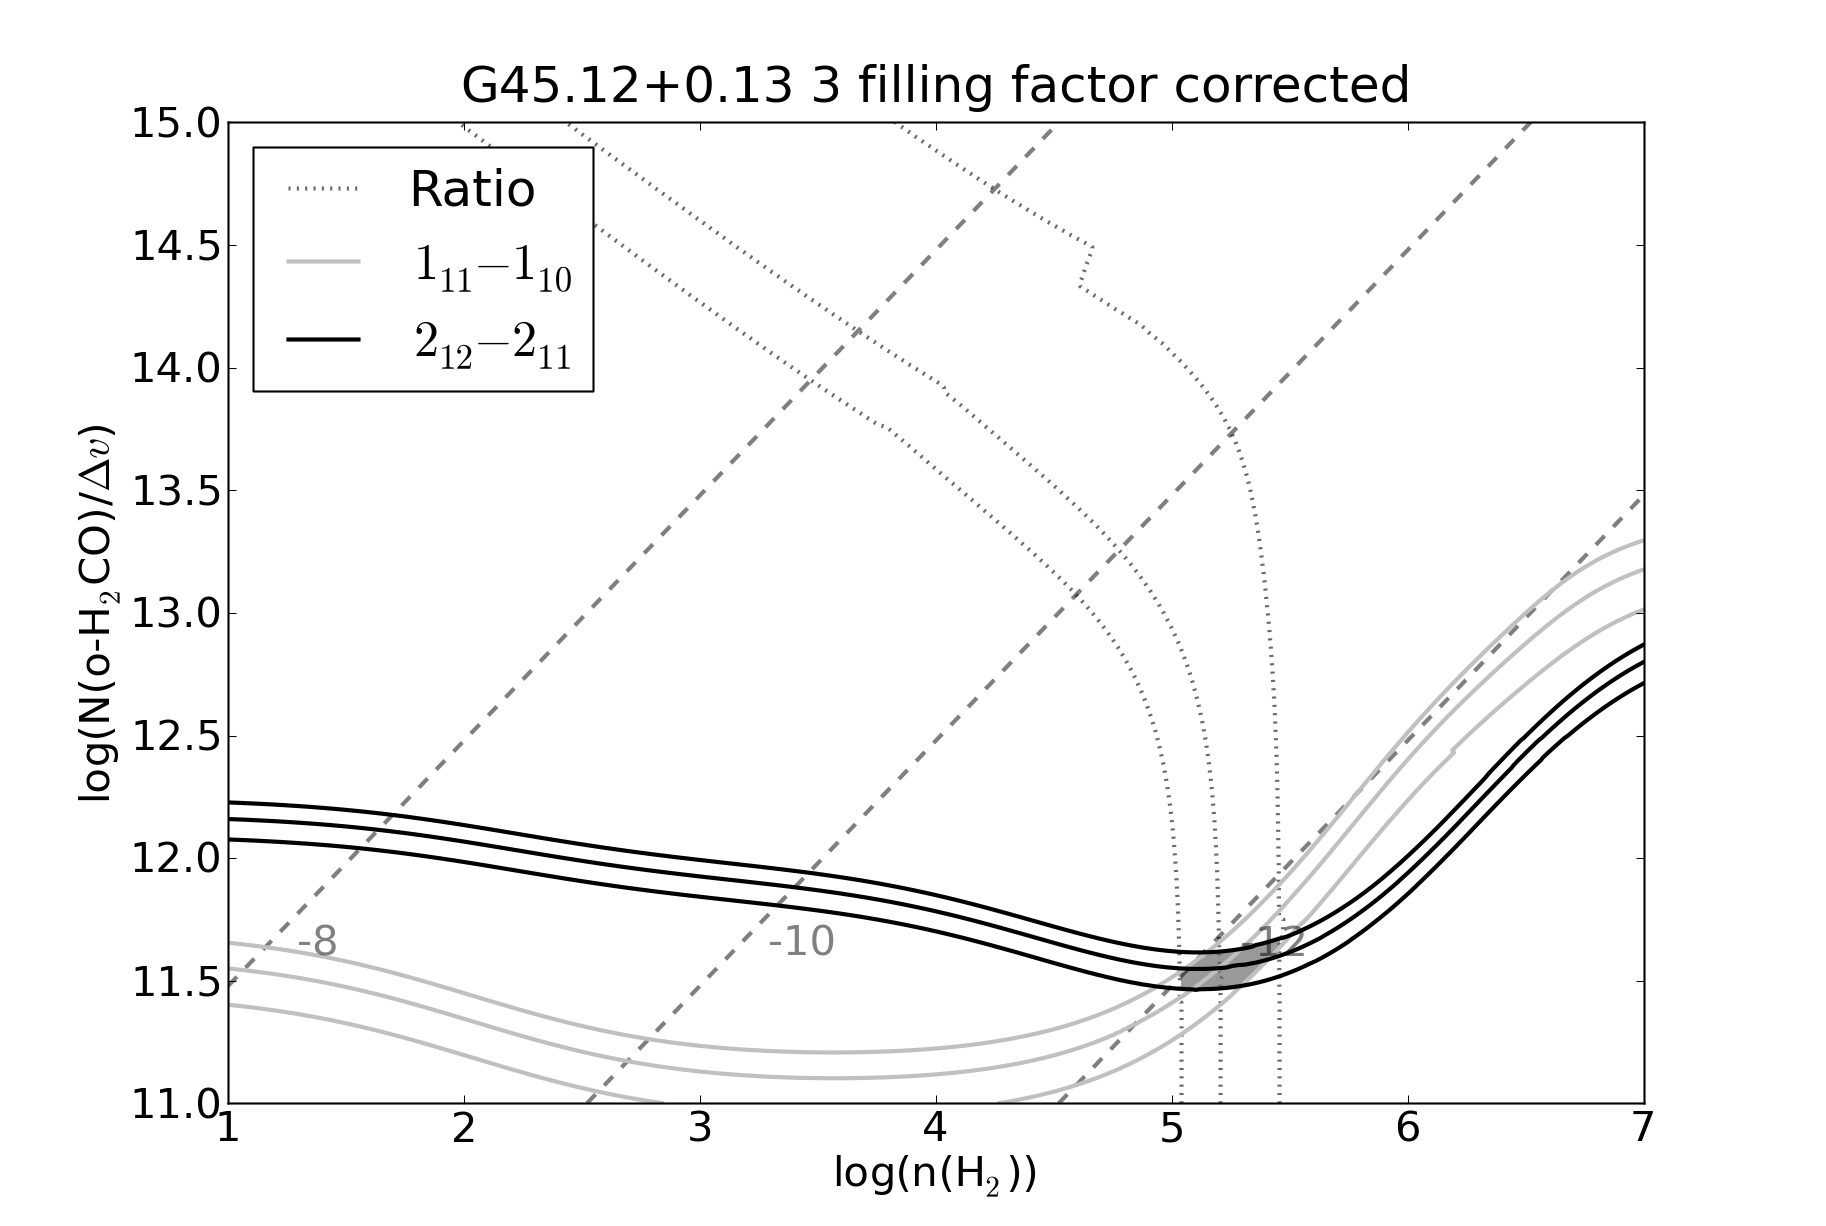 G45.12+0.13 3 filling factor corrected
15.0
14.5
14.0
13.5
13.0
12.5
12.0
11.5
11.0
log(N(o-H₂CO)/Δv)
Ratio
1₁₁−1₁₀
2₁₂−2₁₁
-8
-10
-12
1 2 3 4 5 6 7
log(n(H₂))